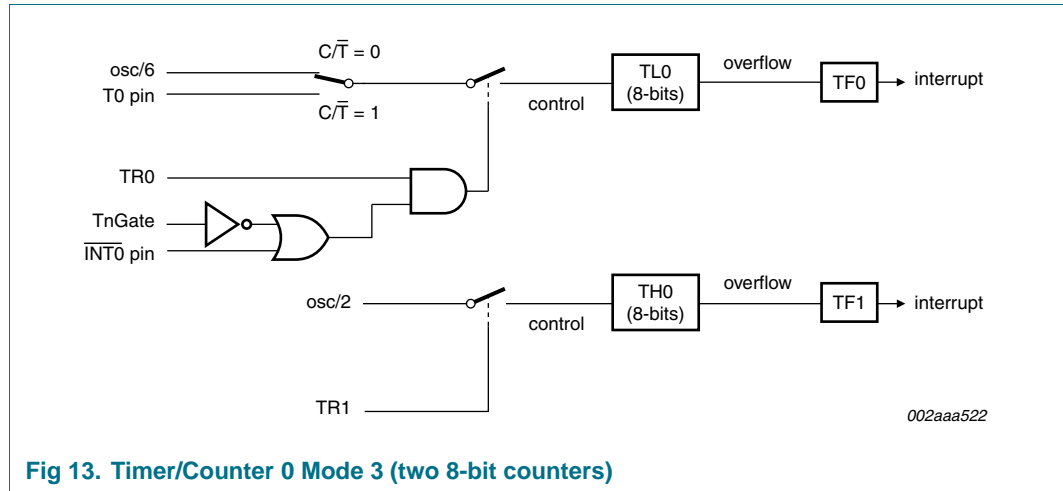 C/T̅ = 0
osc/6
T0 pin
C/T̅ = 1
control
TL0
(8-bits)
overflow
TF0
interrupt
TR0
TnGate
I̅N̅T̅0̅ pin
osc/2
control
TH0
(8-bits)
overflow
TF1
interrupt
TR1
002aaa522
Fig 13. Timer/Counter 0 Mode 3 (two 8-bit counters)